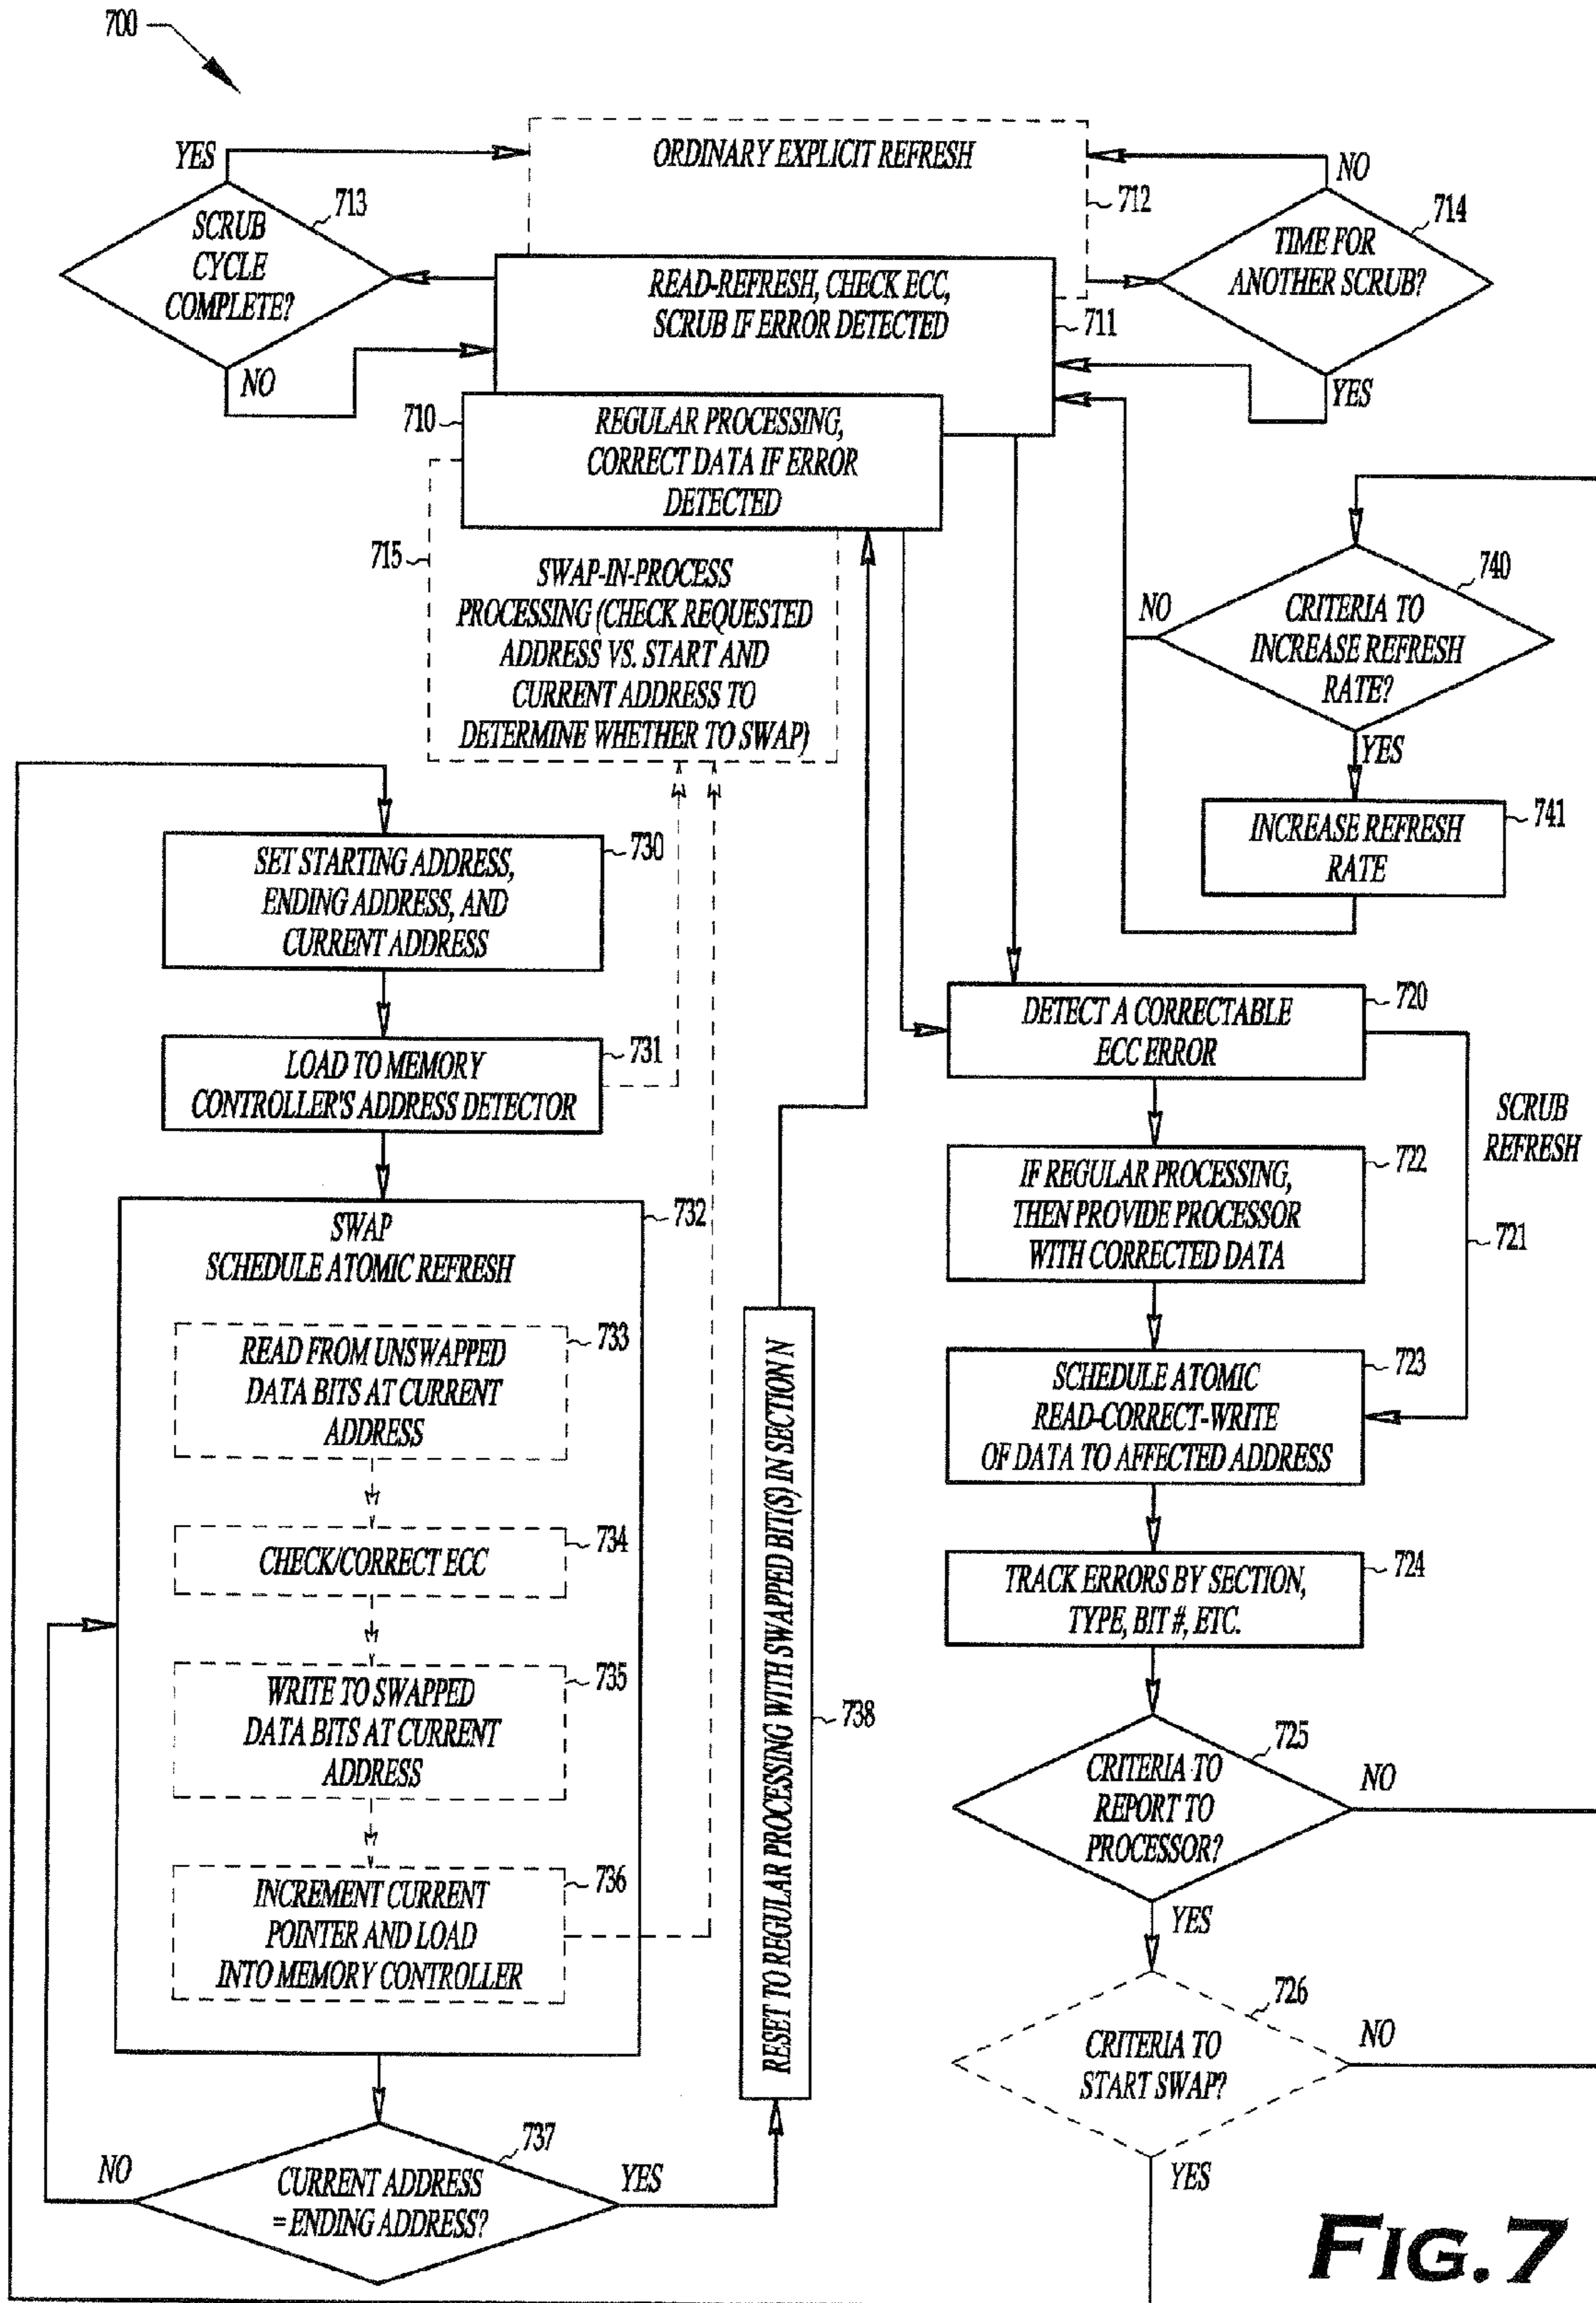 700
ORDINARY EXPLICIT REFRESH
712
YES
713
SCRUB
CYCLE
COMPLETE?
NO
NO
714
TIME FOR
ANOTHER SCRUB?
YES
READ-REFRESH, CHECK ECC,
SCRUB IF ERROR DETECTED
711
710
REGULAR PROCESSING,
CORRECT DATA IF ERROR
DETECTED
715
SWAP-IN-PROCESS
PROCESSING (CHECK REQUESTED
ADDRESS VS. START AND
CURRENT ADDRESS TO
DETERMINE WHETHER TO SWAP)
740
NO
CRITERIA TO
INCREASE REFRESH
RATE?
YES
INCREASE REFRESH
RATE
741
SET STARTING ADDRESS,
ENDING ADDRESS, AND
CURRENT ADDRESS
730
LOAD TO MEMORY
CONTROLLER'S ADDRESS DETECTOR
731
SWAP
SCHEDULE ATOMIC REFRESH
732
READ FROM UNSWAPPED
DATA BITS AT CURRENT
ADDRESS
733
CHECK/CORRECT ECC
734
WRITE TO SWAPPED
DATA BITS AT CURRENT
ADDRESS
735
INCREMENT CURRENT
POINTER AND LOAD
INTO MEMORY CONTROLLER
736
737
NO
CURRENT ADDRESS
= ENDING ADDRESS?
YES
RESET TO REGULAR PROCESSING WITH SWAPPED BIT(S) IN SECTION N
738
DETECT A CORRECTABLE
ECC ERROR
720
SCRUB
REFRESH
721
IF REGULAR PROCESSING,
THEN PROVIDE PROCESSOR
WITH CORRECTED DATA
722
SCHEDULE ATOMIC
READ-CORRECT-WRITE
OF DATA TO AFFECTED ADDRESS
723
TRACK ERRORS BY SECTION,
TYPE, BIT #, ETC.
724
725
CRITERIA TO
REPORT TO
PROCESSOR?
NO
YES
726
CRITERIA TO
START SWAP?
NO
YES
FIG. 7